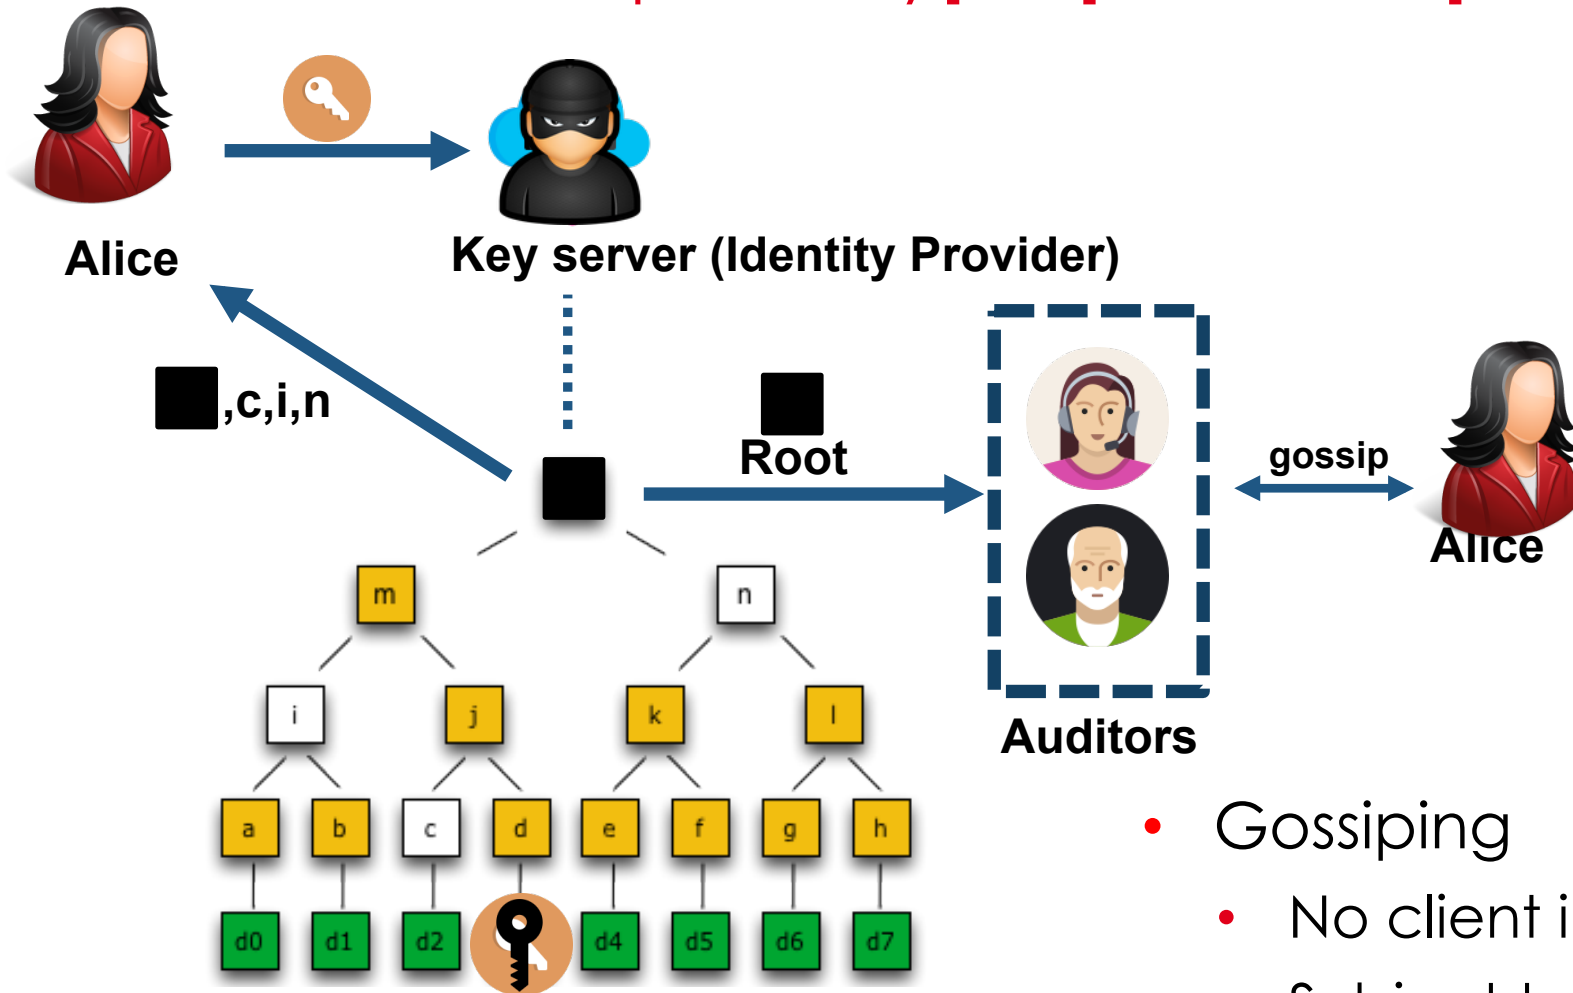 Alice
Key server (Identity Provider)
,c,i,n
Root
gossip
Alice
m
n
i
j
k
l
Auditors
a
b
c
d
e
f
g
h
d0
d1
d2
d4
d5
d6
d7
• Gossiping
• No client i